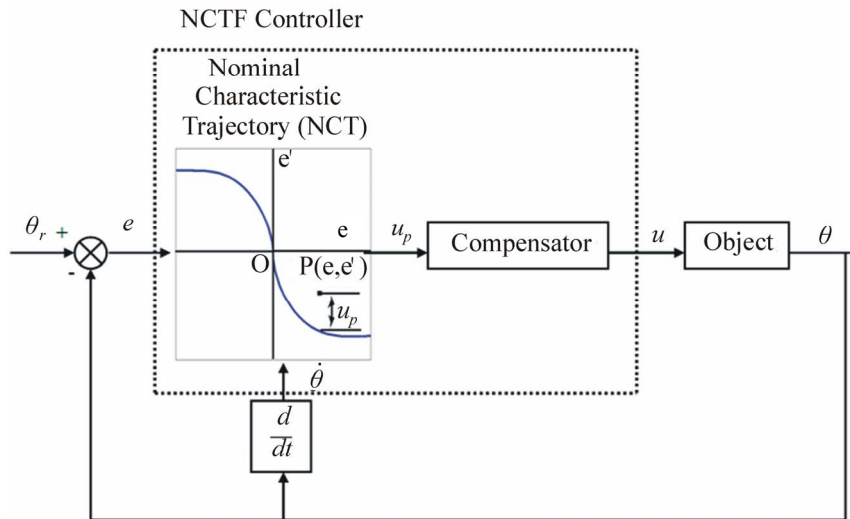 NCTF Controller
Nominal
Characteristic
Trajectory (NCT)
e'
θr + e
e
up
Compensator
u
Object
θ
-
O P(e,e')
up
θ̇
d
dt